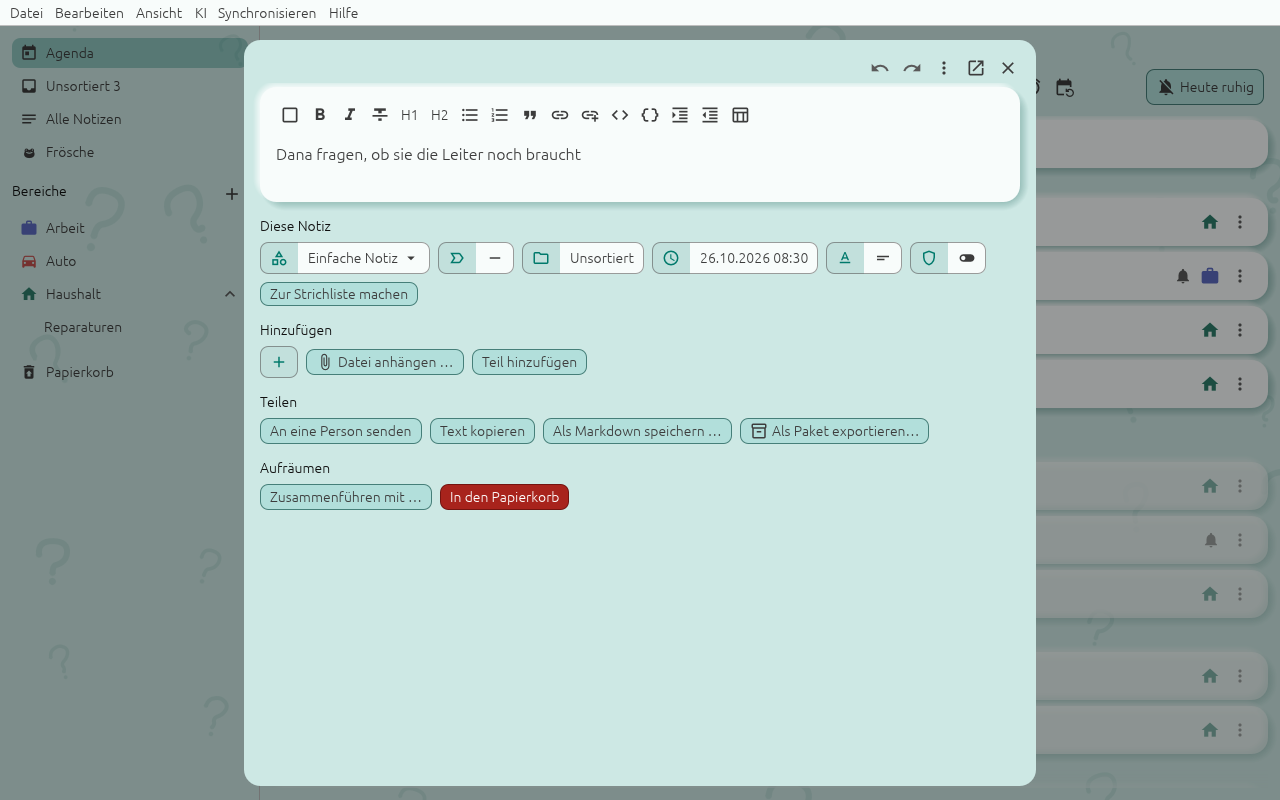 Datei Bearbeiten Ansicht KI Synchronisieren Hilfe
Agenda
Unsortiert 3
Alle Notizen
Frösche
Bereiche
Arbeit
Auto
Haushalt
Reparaturen
Papierkorb
Heute ruhig
H1 H2
Dana fragen, ob sie die Leiter noch braucht
Diese Notiz
Einfache Notiz Unsortiert 26.10.2026 08:30
Zur Strichliste machen
Hinzufügen
Datei anhängen … Teil hinzufügen
Teilen
An eine Person senden Text kopieren Als Markdown speichern … Als Paket exportieren…
Aufräumen
Zusammenführen mit … In den Papierkorb